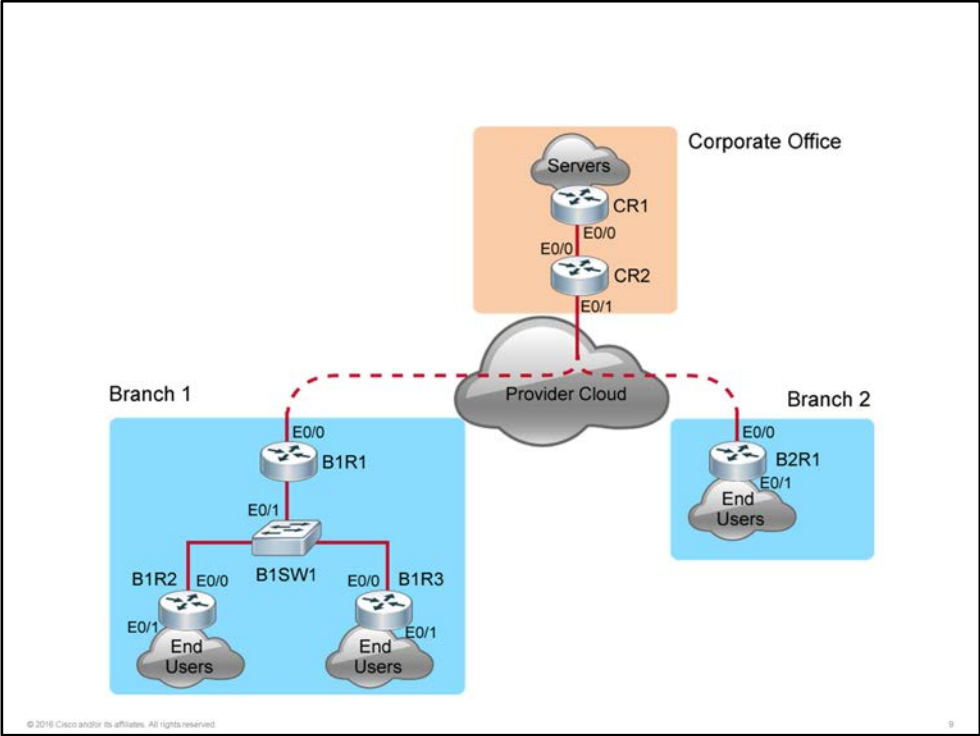 Corporate Office
Servers
CR1
E0/0
E0/0
CR2
E0/1
Provider Cloud
Branch 1
Branch 2
E0/0
B1R1
E0/1
B1SW1
B1R2
E0/0
E0/1
End
Users
E0/0
B1R3
E0/1
End
Users
E0/0
B2R1
E0/1
End
Users
© 2016 Cisco and/or its affiliates. All rights reserved.
9